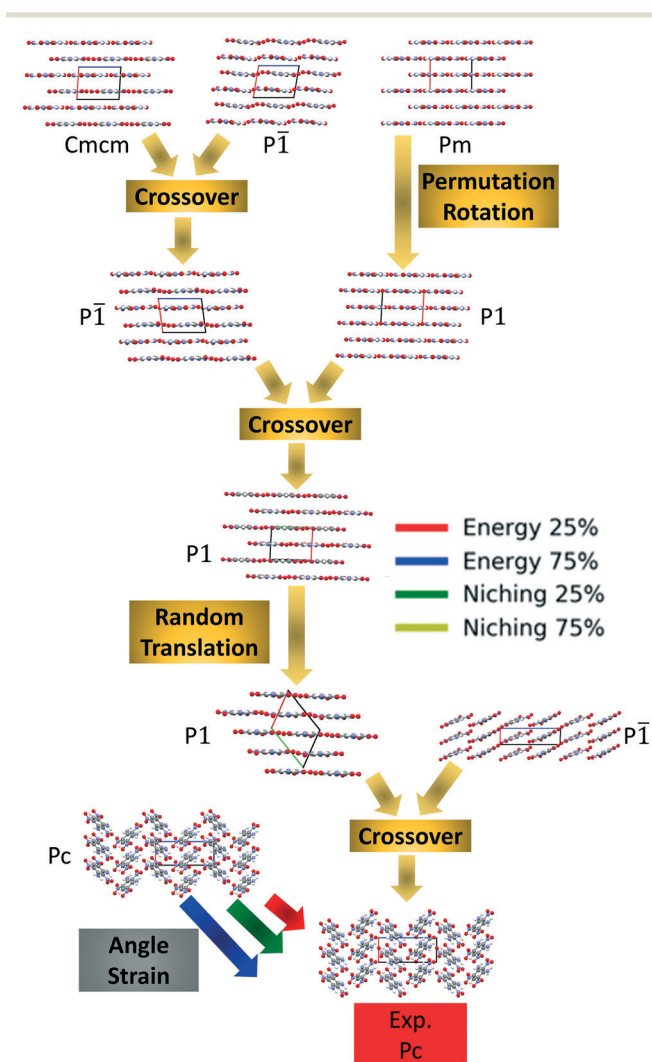 Cmcm
P1̅
Pm
Crossover
Permutation
Rotation
P1̅
P1
Crossover
P1
Energy 25%
Energy 75%
Niching 25%
Niching 75%
Random
Translation
P1
P1̅
Crossover
Pc
Angle
Strain
Exp.
Pc